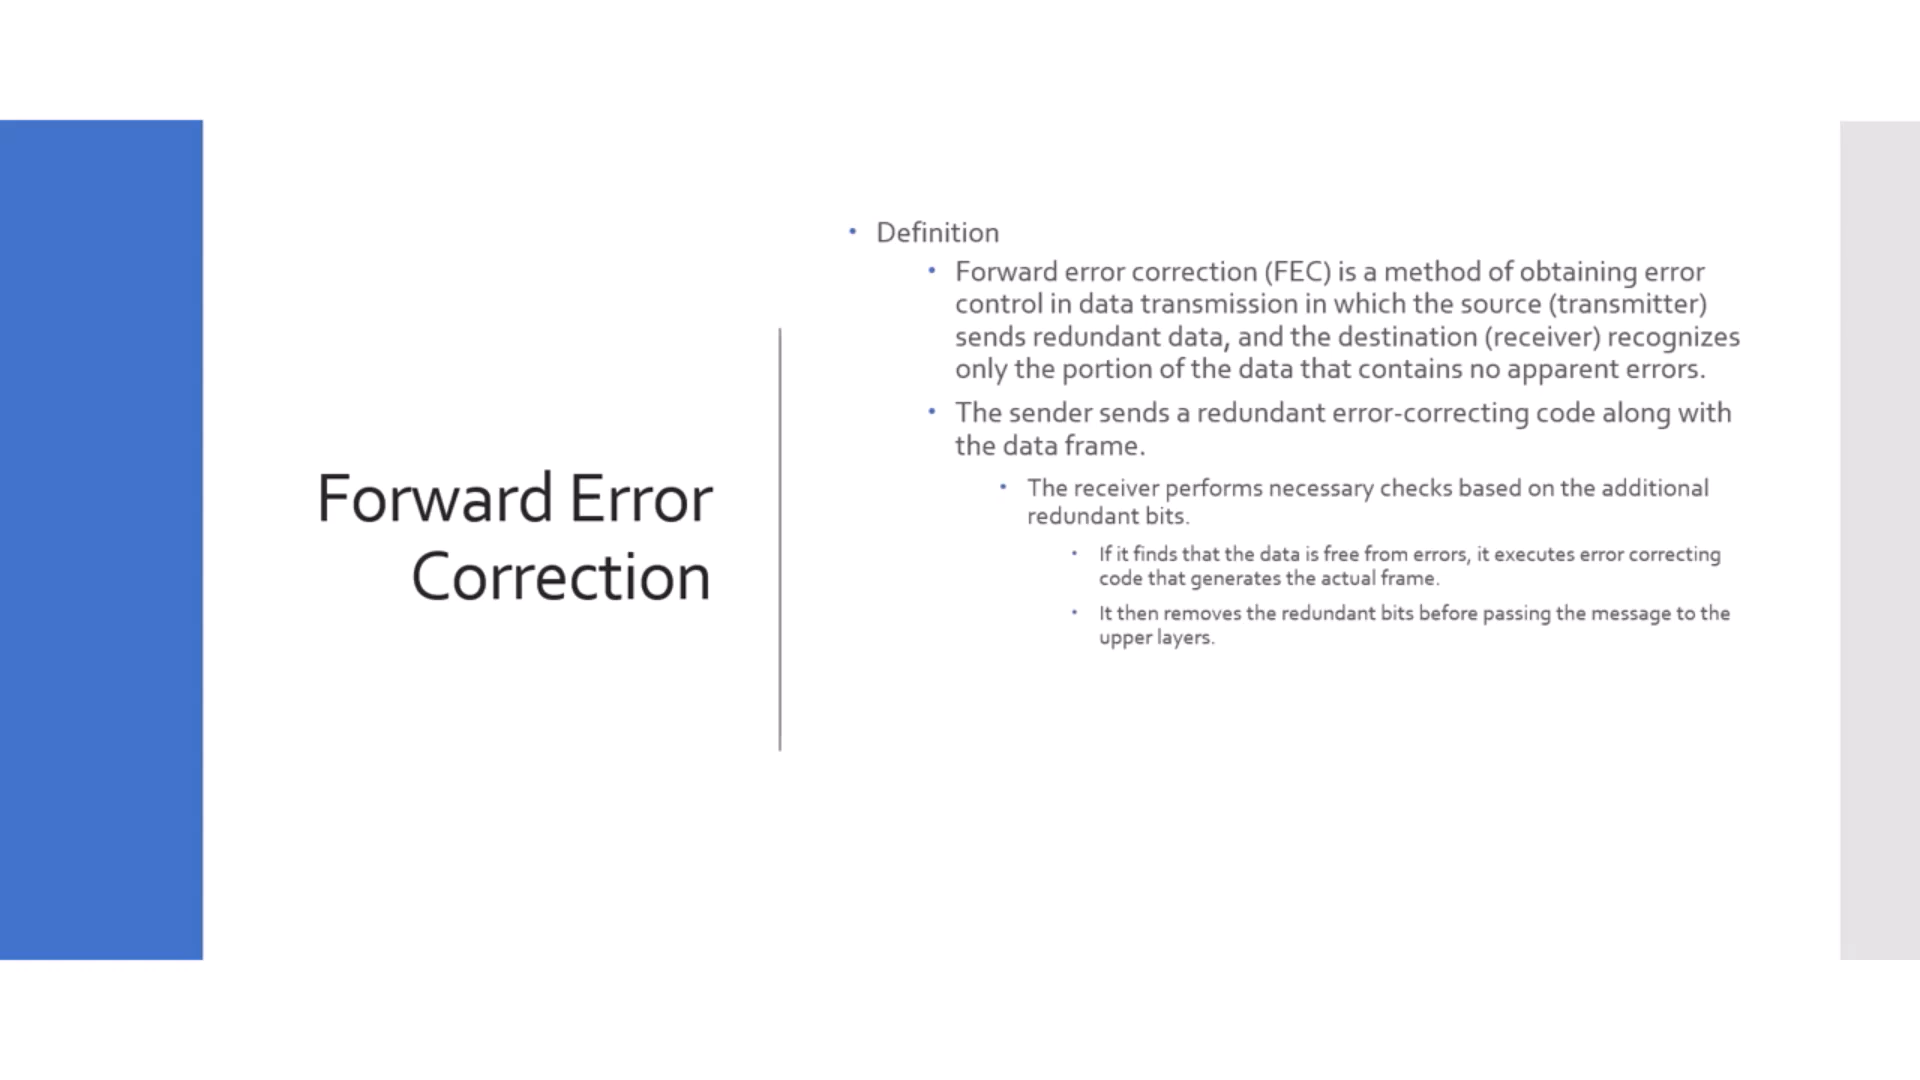 Forward Error
Correction
• Definition
• Forward error correction (FEC) is a method of obtaining error
control in data transmission in which the source (transmitter)
sends redundant data, and the destination (receiver) recognizes
only the portion of the data that contains no apparent errors.
• The sender sends a redundant error-correcting code along with
the data frame.
• The receiver performs necessary checks based on the additional
redundant bits.
• If it finds that the data is free from errors, it executes error correcting
code that generates the actual frame.
• It then removes the redundant bits before passing the message to the
upper layers.